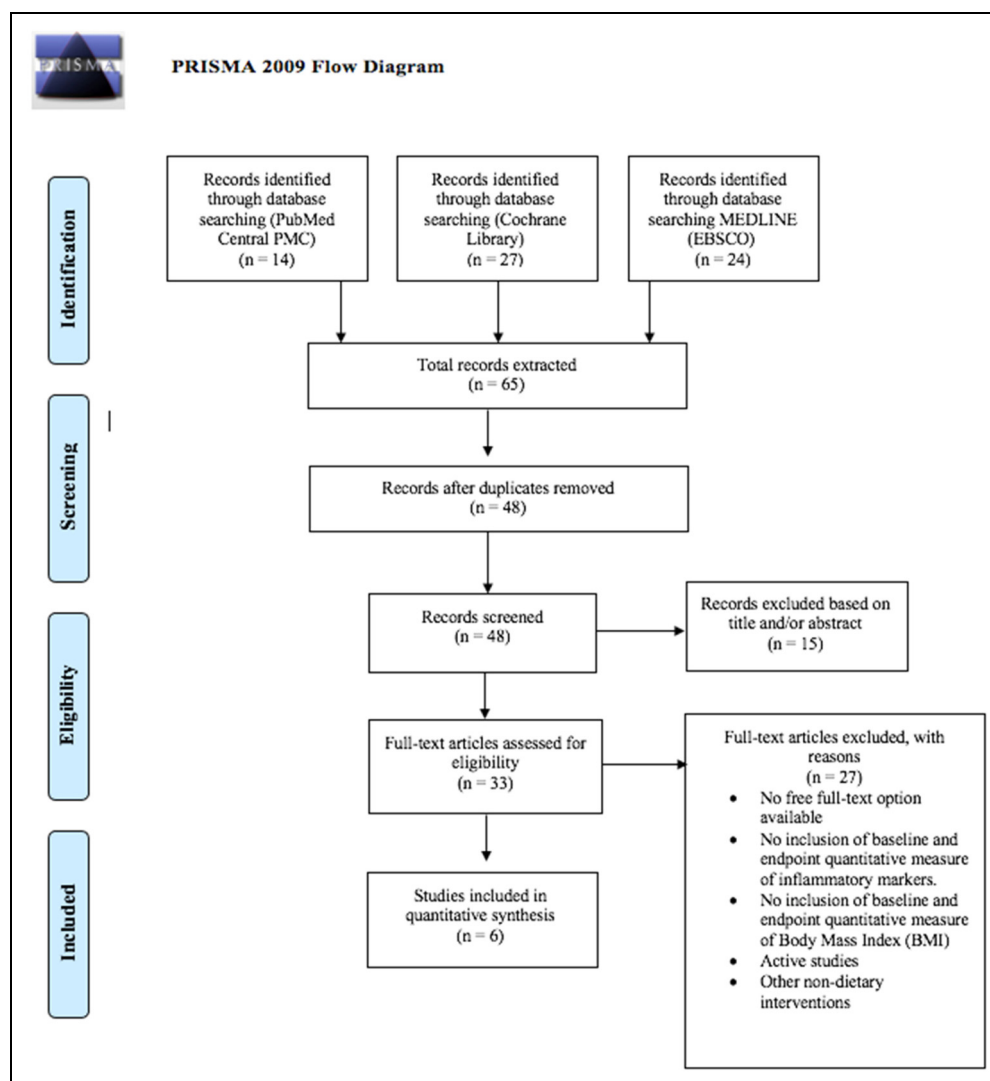 PRISMA
PRISMA 2009 Flow Diagram
Identification
Records identified
through database
searching (PubMed
Central PMC)
(n = 14)
Records identified
through database
searching (Cochrane
Library)
(n = 27)
Records identified
through database
searching MEDLINE
(EBSCO)
(n = 24)
Total records extracted
(n = 65)
Screening
Records after duplicates removed
(n = 48)
Records screened
(n = 48)
Records excluded based on
title and/or abstract
(n = 15)
Eligibility
Full-text articles assessed for
eligibility
(n = 33)
Full-text articles excluded, with
reasons
(n = 27)
• No free full-text option
available
• No inclusion of baseline and
endpoint quantitative measure
of inflammatory markers.
• No inclusion of baseline and
endpoint quantitative measure
of Body Mass Index (BMI)
• Active studies
• Other non-dietary
interventions
Included
Studies included in
quantitative synthesis
(n = 6)